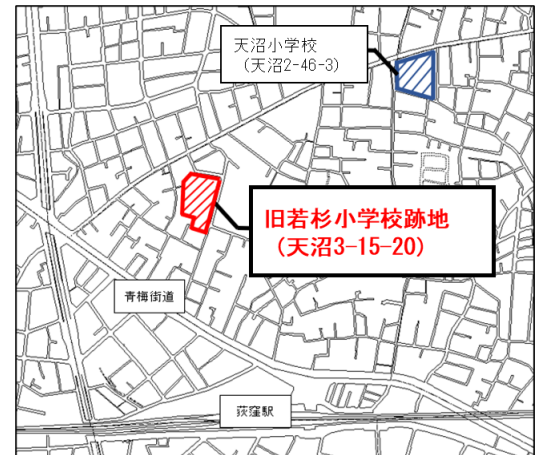 天沼小学校
(天沼2-46-3)
旧若杉小学校跡地
(天沼3-15-20)
青梅街道
荻窪駅